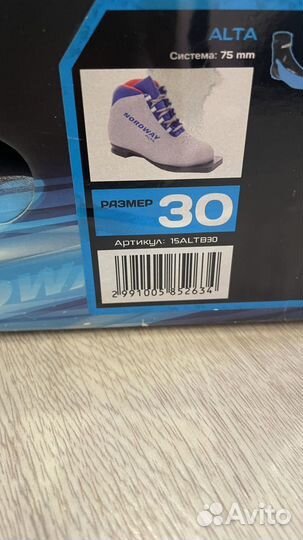 ALTA
Система: 75 mm
NORDWAY
РАЗМЕР 30
Артикул: 15ALTB30
2 991005 852634
Avito